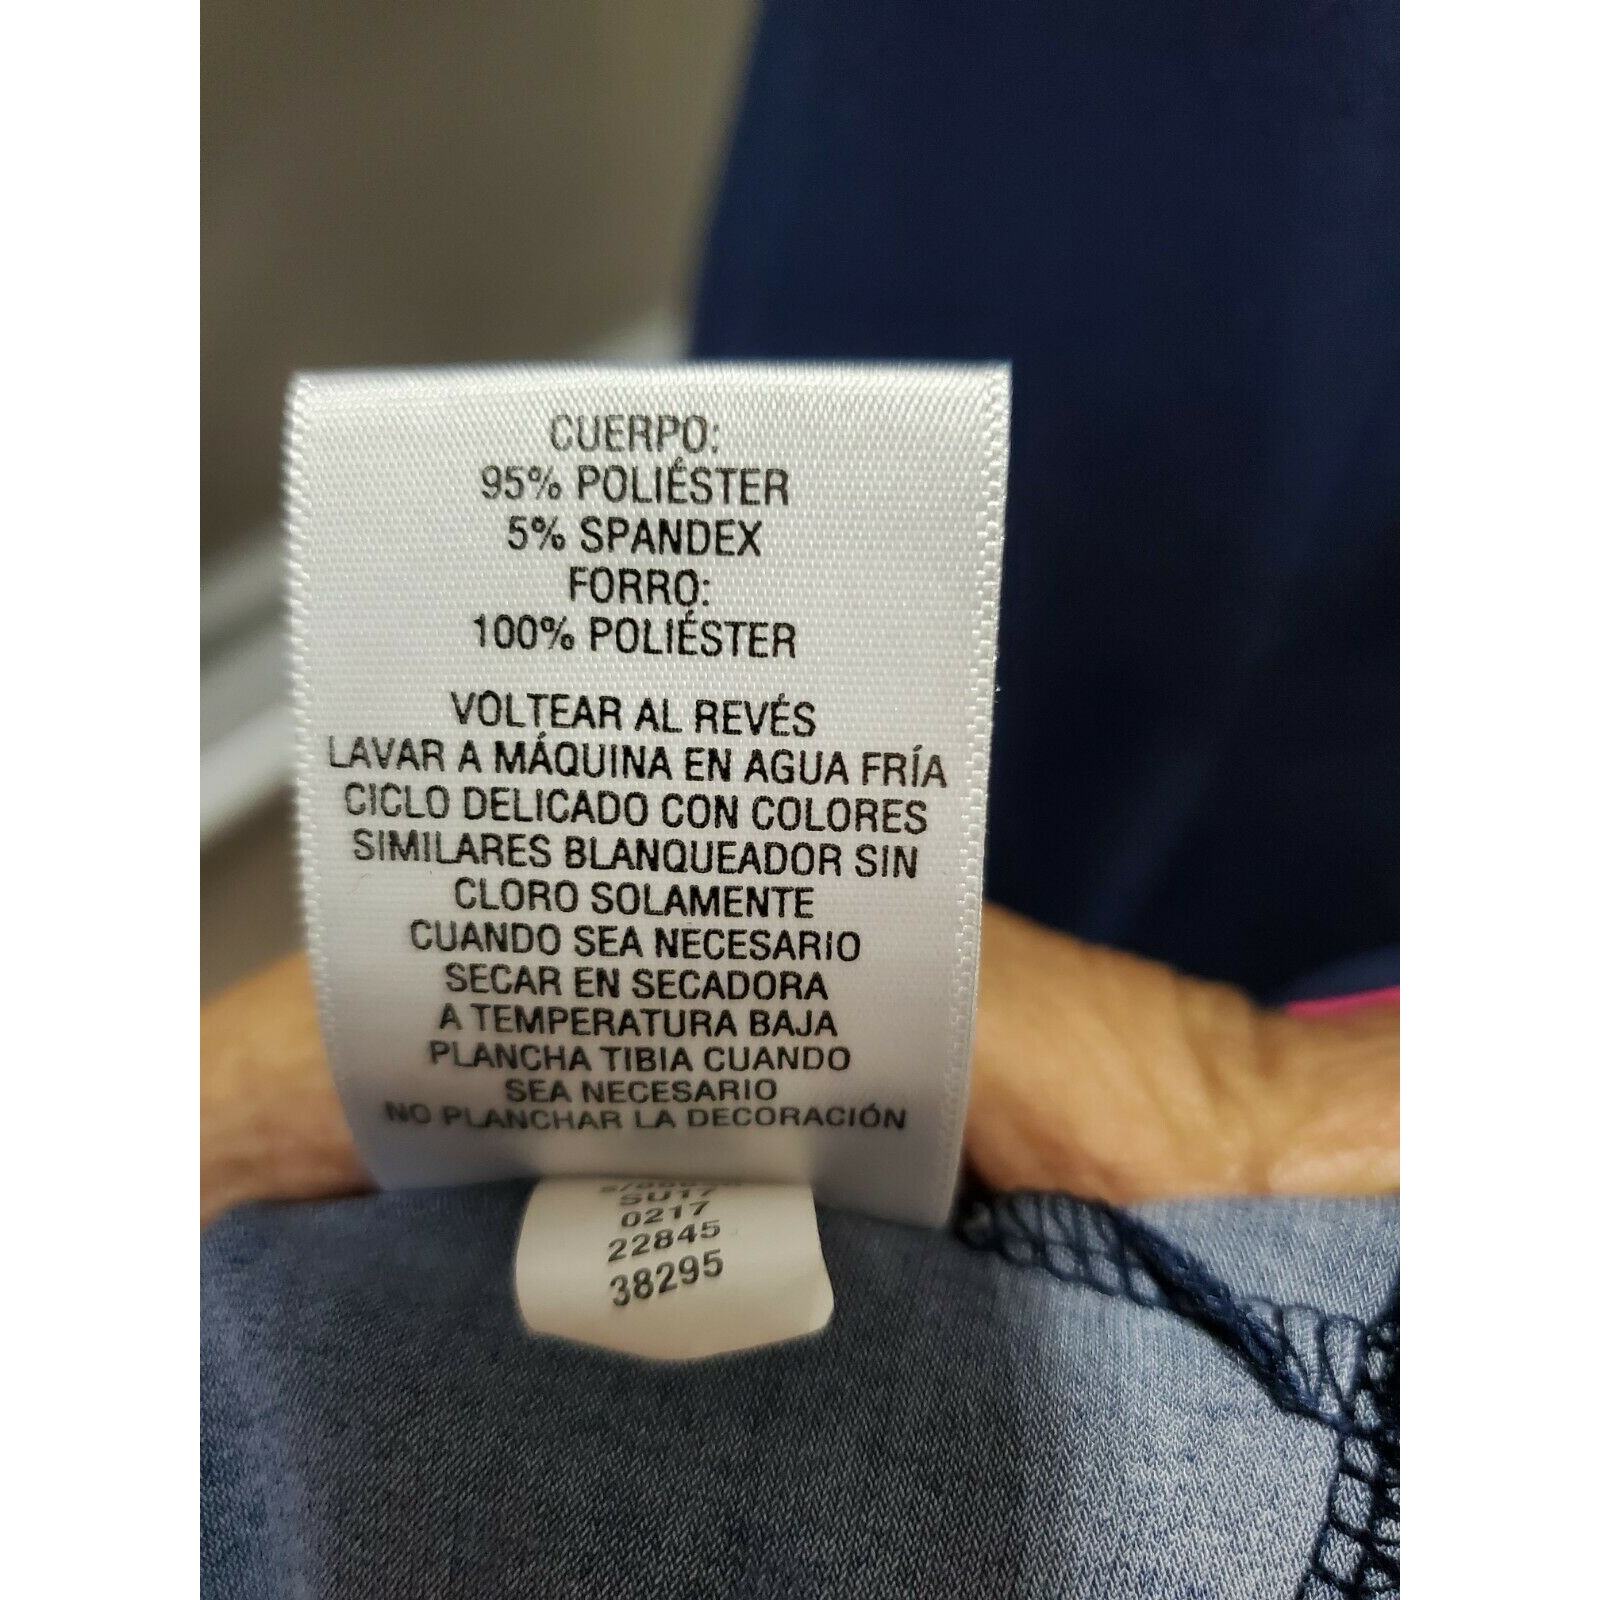 CUERPO:
95% POLIÉSTER
5% SPANDEX
FORRO:
100% POLIÉSTER
VOLTEAR AL REVÉS
LAVAR A MÁQUINA EN AGUA FRÍA
CICLO DELICADO CON COLORES
SIMILARES BLANQUEADOR SIN
CLORO SOLAMENTE
CUANDO SEA NECESARIO
SECAR EN SECADORA
A TEMPERATURA BAJA
PLANCHA TIBIA CUANDO
SEA NECESARIO
NO PLANCHAR LA DECORACIÓN
SU17
0217
22845
38295